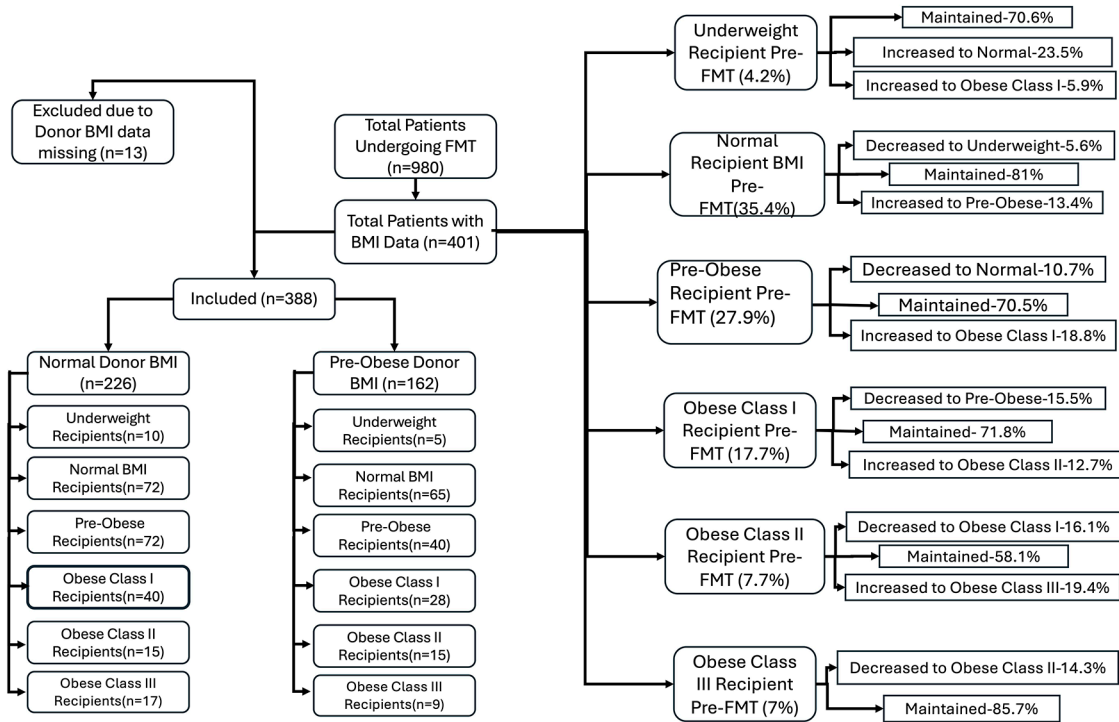 Excluded due to
Donor BMI data
missing (n=13)
Total Patients
Undergoing FMT
(n=980)
Total Patients with
BMI Data (n=401)
Included (n=388)
Normal Donor BMI
(n=226)
Underweight
Recipients(n=10)
Normal BMI
Recipients(n=72)
Pre-Obese
Recipients(n=72)
Obese Class I
Recipients(n=40)
Obese Class II
Recipients(n=15)
Obese Class III
Recipients(n=17)
Pre-Obese Donor
BMI (n=162)
Underweight
Recipients(n=5)
Normal BMI
Recipients(n=65)
Pre-Obese
Recipients(n=40)
Obese Class I
Recipients(n=28)
Obese Class II
Recipients(n=15)
Obese Class III
Recipients(n=9)
Underweight
Recipient Pre-
FMT (4.2%)
Maintained-70.6%
Increased to Normal-23.5%
Increased to Obese Class I-5.9%
Normal
Recipient BMI
Pre-
FMT(35.4%)
Decreased to Underweight-5.6%
Maintained-81%
Increased to Pre-Obese-13.4%
Pre-Obese
Recipient Pre-
FMT (27.9%)
Decreased to Normal-10.7%
Maintained-70.5%
Increased to Obese Class I-18.8%
Obese Class I
Recipient Pre-
FMT (17.7%)
Decreased to Pre-Obese-15.5%
Maintained- 71.8%
Increased to Obese Class II-12.7%
Obese Class II
Recipient Pre-
FMT (7.7%)
Decreased to Obese Class I-16.1%
Maintained-58.1%
Increased to Obese Class III-19.4%
Obese Class
III Recipient
Pre-FMT (7%)
Decreased to Obese Class II-14.3%
Maintained-85.7%